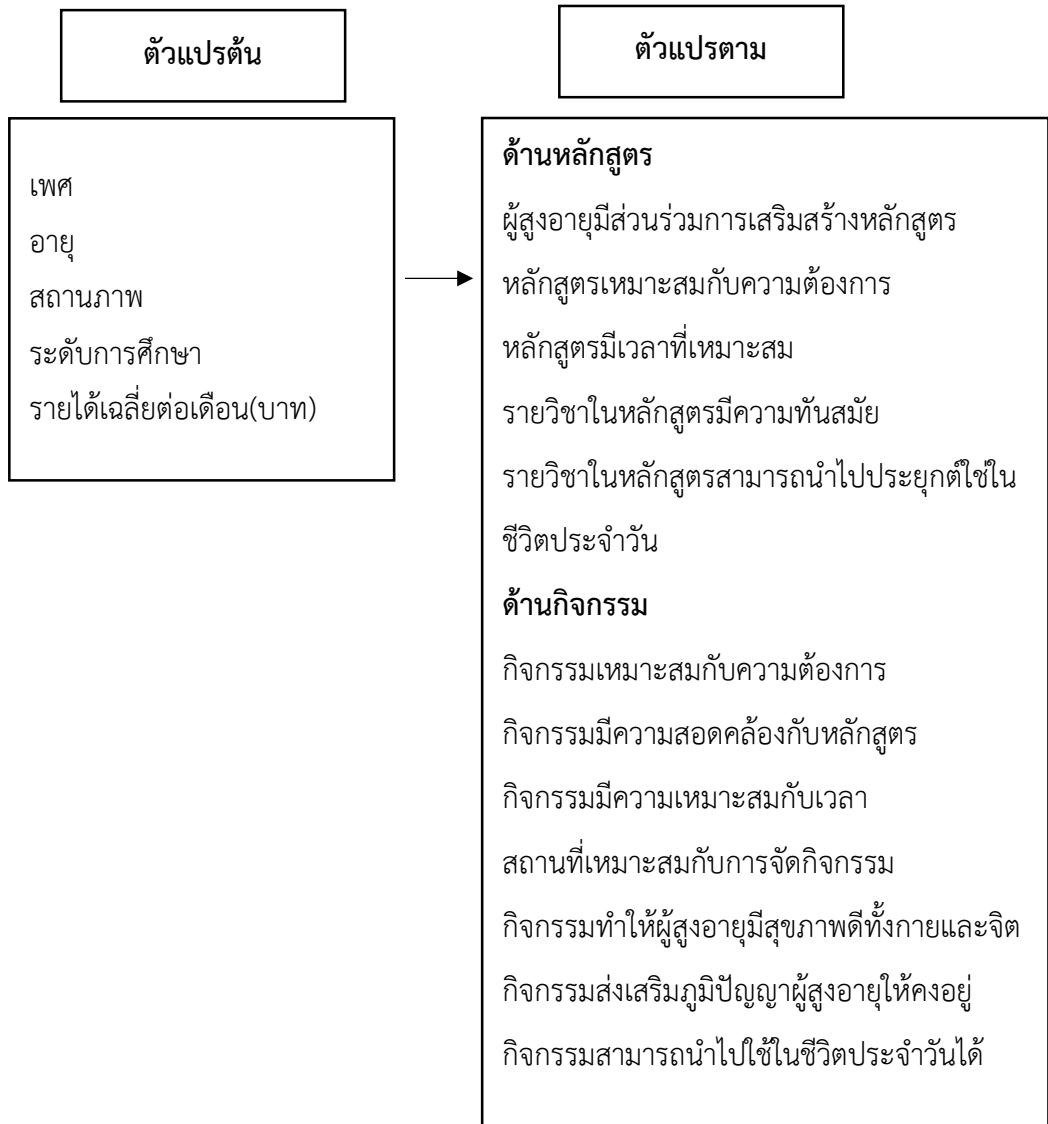 ตัวแปรต้น
เพศ
อายุ
สถานภาพ
ระดับการศึกษา
รายได้เฉลี่ยต่อเดือน(บาท)
ตัวแปรตาม
ด้านหลักสูตร
ผู้สูงอายุมีส่วนร่วมการเสริมสร้างหลักสูตร
หลักสูตรเหมาะสมกับความต้องการ
หลักสูตรมีเวลาที่เหมาะสม
รายวิชาในหลักสูตรมีความทันสมัย
รายวิชาในหลักสูตรสามารถนำไปประยุกต์ใช่ใน
ชีวิตประจำวัน
ด้านกิจกรรม
กิจกรรมเหมาะสมกับความต้องการ
กิจกรรมมีความสอดคล้องกับหลักสูตร
กิจกรรมมีความเหมาะสมกับเวลา
สถานที่เหมาะสมกับการจัดกิจกรรม
กิจกรรมทำให้ผู้สูงอายุมีสุขภาพดีทั้งกายและจิต
กิจกรรมส่งเสริมภูมิปัญญาผู้สูงอายุให้คงอยู่
กิจกรรมสามารถนำไปใช้ในชีวิตประจำวันได้